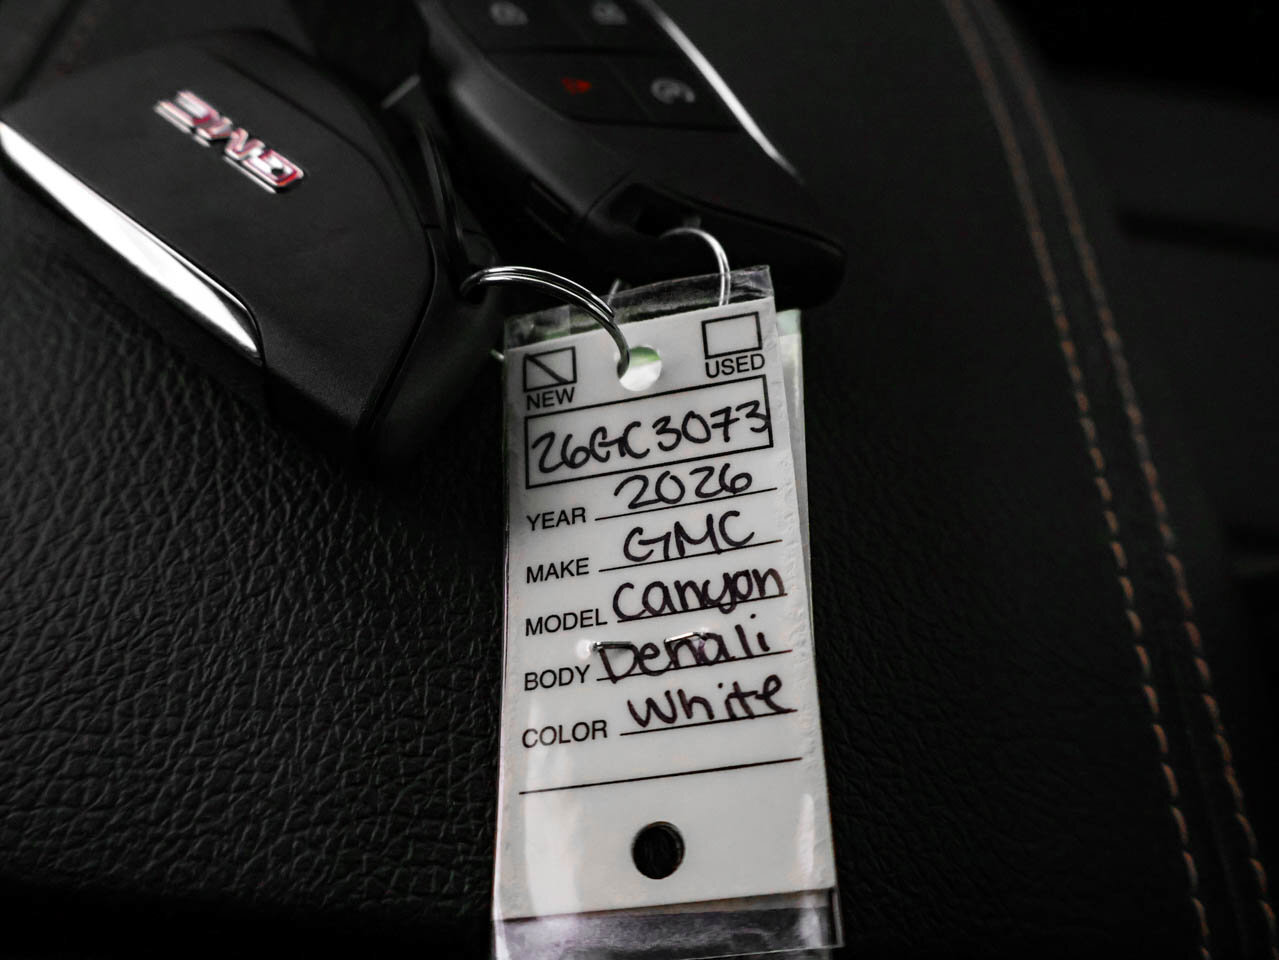 GMC
NEW USED
26GC3073
YEAR 2026
MAKE GMC
MODEL Canyon
BODY Denali
COLOR White